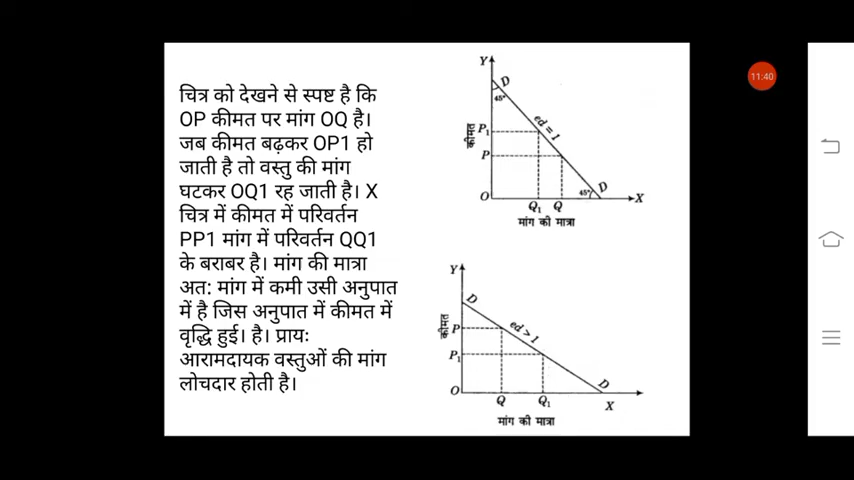 चित्र को देखने से स्पष्ट है कि
OP कीमत पर मांग OQ है।
जब कीमत बढ़कर OP1 हो
जाती है तो वस्तु की मांग
घटकर OQ1 रह जाती है। X
चित्र में कीमत में परिवर्तन
PP1 मांग में परिवर्तन QQ1
के बराबर है। मांग की मात्रा
अत: मांग में कमी उसी अनुपात
में है जिस अनुपात में कीमत में
वृद्धि हुई। है। प्रायः
आरामदायक वस्तुओं की मांग
लोचदार होती है।
Y
D
45°
ed = 1
कीमत
P₁
P
45°
D
O
Q₁ Q
X
मांग की मात्रा
Y
D
ed > 1
कीमत
P
P₁
D
O
Q Q₁
X
मांग की मात्रा
11:40